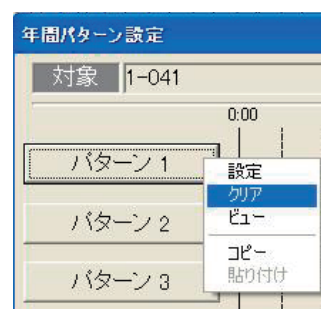 年間パターン設定
対象 1-041
0:00
パターン 1
設定
クリア
ビュー
パターン 2
コピー
貼り付け
パターン 3